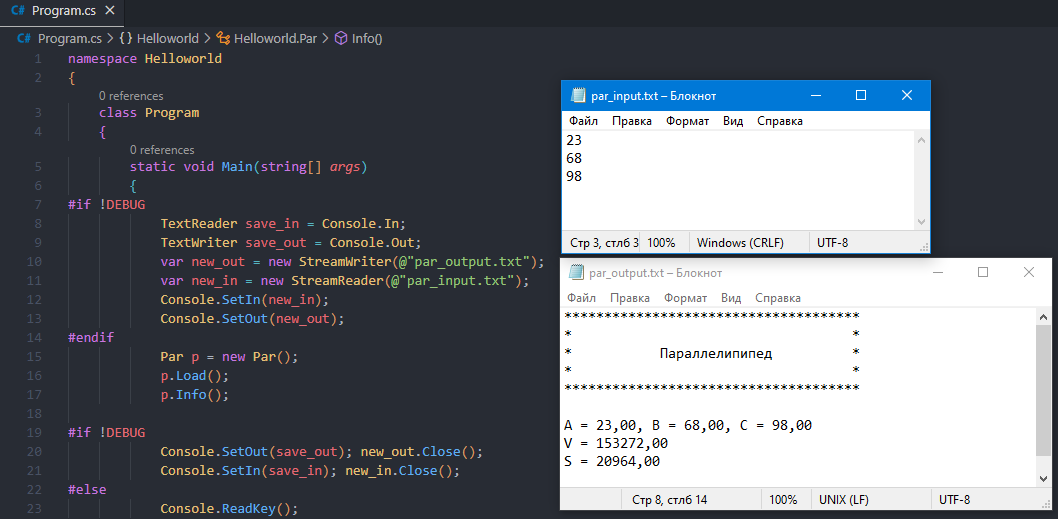 C# Program.cs ×
C# Program.cs > {} Helloworld > Helloworld.Par > Info()
1 namespace Helloworld
2 {
0 references
3 class Program
4 {
0 references
5 static void Main(string[] args)
6 {
7 #if !DEBUG
8 TextReader save_in = Console.In;
9 TextWriter save_out = Console.Out;
10 var new_out = new StreamWriter(@"par_output.txt");
11 var new_in = new StreamReader(@"par_input.txt");
12 Console.SetIn(new_in);
13 Console.SetOut(new_out);
14 #endif
15 Par p = new Par();
16 p.Load();
17 p.Info();
18
19 #if !DEBUG
20 Console.SetOut(save_out); new_out.Close();
21 Console.SetIn(save_in); new_in.Close();
22 #else
23 Console.ReadKey();
par_input.txt – Блокнот
Файл Правка Формат Вид Справка
23
68
98
Стр 3, стлб 3 100% Windows (CRLF) UTF-8
par_output.txt – Блокнот
Файл Правка Формат Вид Справка
*************************************
* *
* Параллелипипед *
* *
*************************************
A = 23,00, B = 68,00, C = 98,00
V = 153272,00
S = 20964,00
Стр 8, стлб 14 100% UNIX (LF) UTF-8